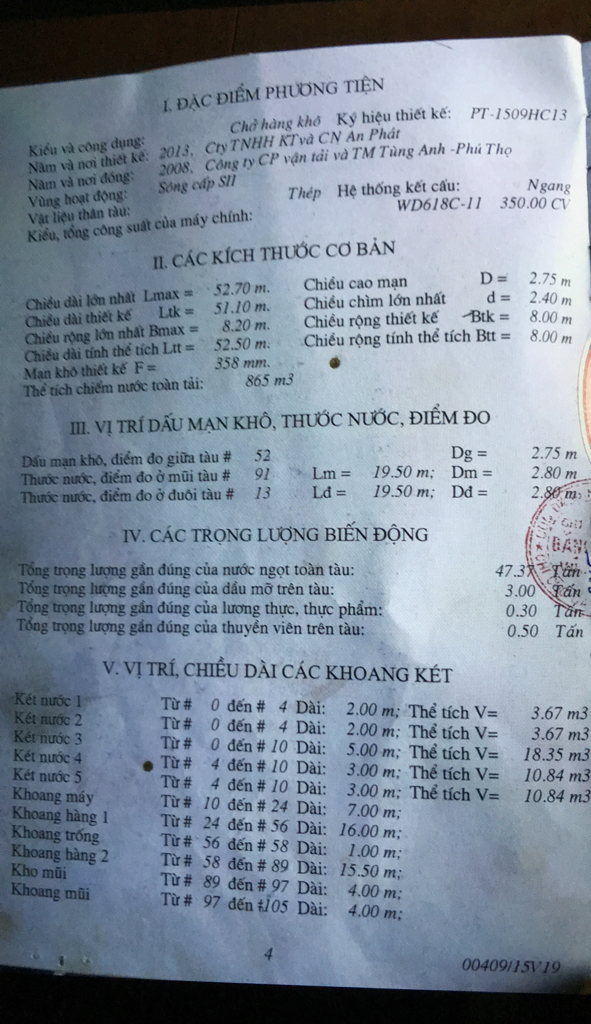 I. ĐẶC ĐIỂM PHƯƠNG TIỆN
Kiểu và công dụng: Chở hàng khô Ký hiệu thiết kế: PT-1509HC13
Năm và nơi thiết kế: 2013, Cty TNHH KT và CN An Phát
Năm và nơi đóng: 2008, Công ty CP vận tải và TM Tùng Anh -Phú Thọ
Vùng hoạt động: Sông cấp SII
Vật liệu thân tàu: Thép Hệ thống kết cấu: Ngang
Kiểu, tổng công suất của máy chính: WD618C-11 350.00 CV
II. CÁC KÍCH THƯỚC CƠ BẢN
Chiều dài lớn nhất Lmax = 52.70 m. Chiều cao mạn D = 2.75 m
Chiều dài thiết kế Ltk = 51.10 m. Chiều chìm lớn nhất d = 2.40 m
Chiều rộng lớn nhất Bmax = 8.20 m. Chiều rộng thiết kế Btk = 8.00 m
Chiều dài tính thể tích Ltt = 52.50 m. Chiều rộng tính thể tích Btt = 8.00 m
Mạn khô thiết kế F = 358 mm.
Thể tích chiếm nước toàn tải: 865 m3
III. VỊ TRÍ DẤU MẠN KHÔ, THƯỚC NƯỚC, ĐIỂM ĐO
Dấu mạn khô, điểm đo giữa tàu # 52 Dg = 2.75 m
Thước nước, điểm đo ở mũi tàu # 91 Lm = 19.50 m; Dm = 2.80 m
Thước nước, điểm đo ở đuôi tàu # 13 Lđ = 19.50 m; Dđ = 2.80 m
IV. CÁC TRỌNG LƯỢNG BIẾN ĐỘNG
Tổng trọng lượng gần đúng của nước ngọt toàn tàu: 47.37 Tấn
Tổng trọng lượng gần đúng của dầu mỡ trên tàu: 3.00 Tấn
Tổng trọng lượng gần đúng của lương thực, thực phẩm: 0.30 Tấn
Tổng trọng lượng gần đúng của thuyền viên trên tàu: 0.50 Tấn
V. VỊ TRÍ, CHIỀU DÀI CÁC KHOANG KÉT
Két nước 1 Từ # 0 đến # 4 Dài: 2.00 m; Thể tích V= 3.67 m3
Két nước 2 Từ # 0 đến # 4 Dài: 2.00 m; Thể tích V= 3.67 m3
Két nước 3 Từ # 0 đến # 10 Dài: 5.00 m; Thể tích V= 18.35 m3
Két nước 4 Từ # 4 đến # 10 Dài: 3.00 m; Thể tích V= 10.84 m3
Két nước 5 Từ # 4 đến # 10 Dài: 3.00 m; Thể tích V= 10.84 m3
Khoang máy Từ # 10 đến # 24 Dài: 7.00 m;
Khoang hàng 1 Từ # 24 đến # 56 Dài: 16.00 m;
Khoang trống Từ # 56 đến # 58 Dài: 1.00 m;
Khoang hàng 2 Từ # 58 đến # 89 Dài: 15.50 m;
Kho mũi Từ # 89 đến # 97 Dài: 4.00 m;
Khoang mũi Từ # 97 đến #105 Dài: 4.00 m;
4
00409/15V19